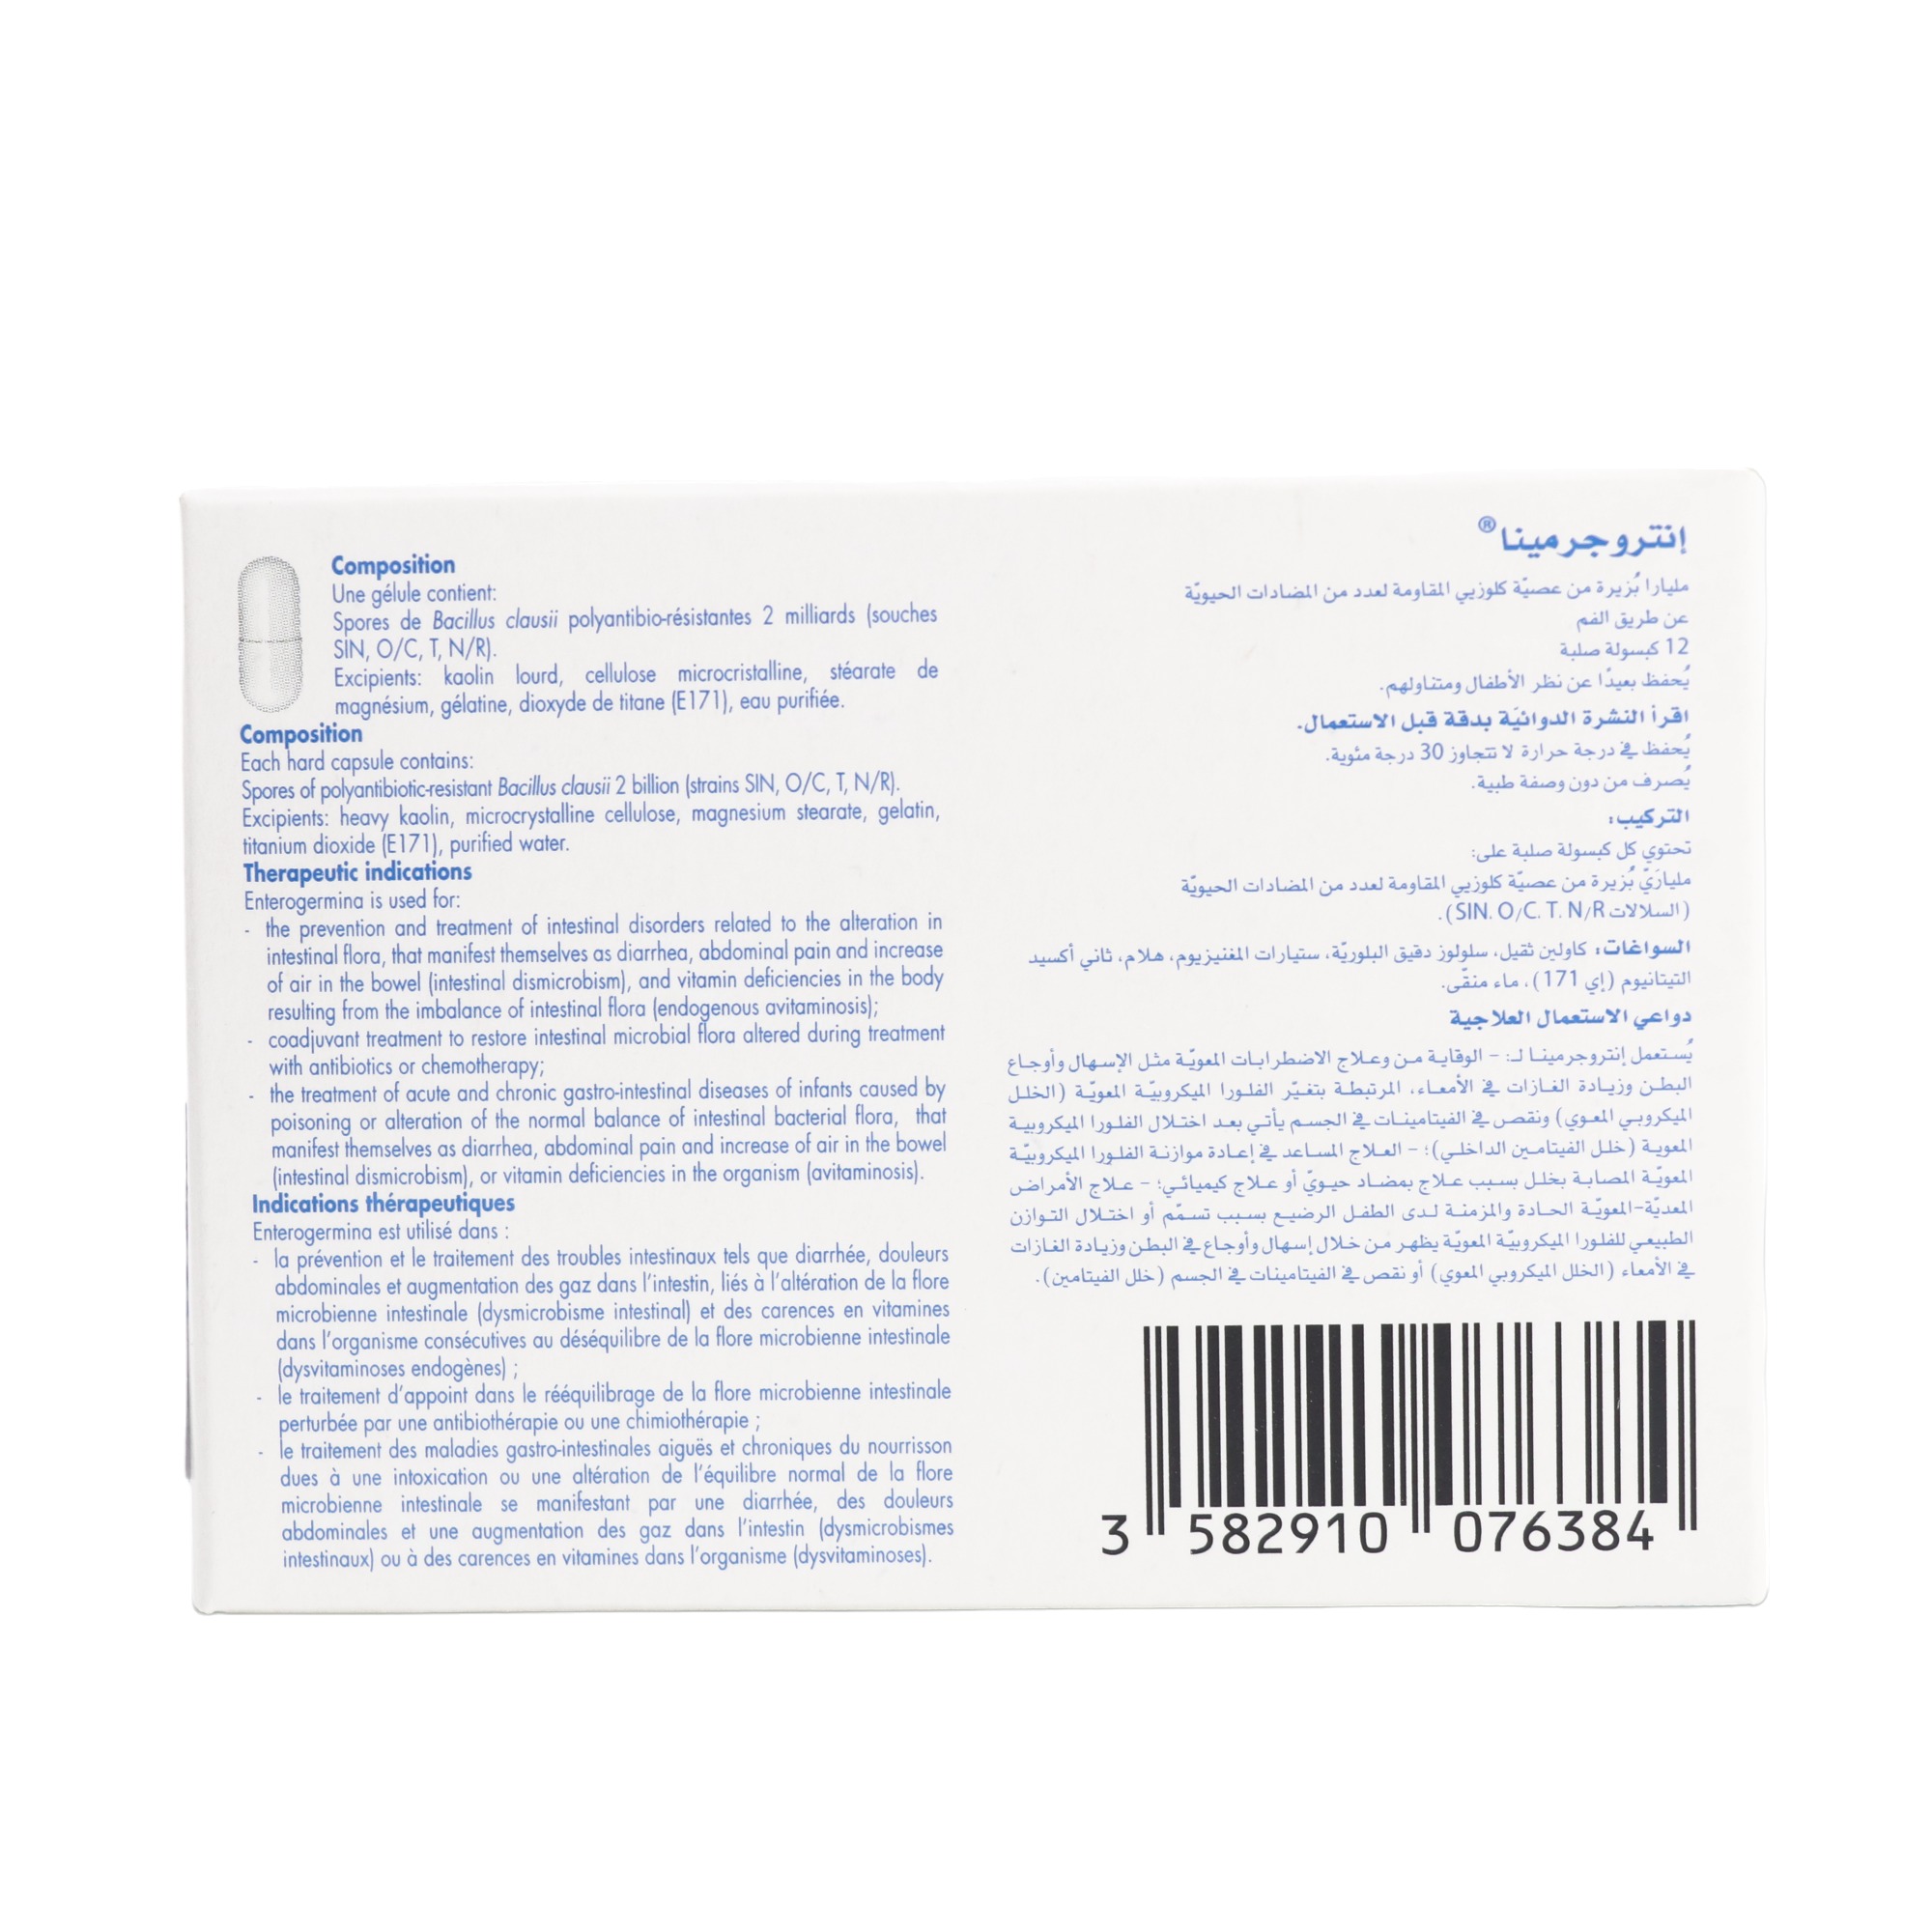 Composition
Une gélule contient:
Spores de Bacillus clausii polyantibio-résistantes 2 milliards (souches
SIN, O/C, T, N/R).
Excipients: kaolin lourd, cellulose microcristalline, stéarate de
magnésium, gélatine, dioxyde de titane (E171), eau purifiée.
Composition
Each hard capsule contains:
Spores of polyantibiotic-resistant Bacillus clausii 2 billion (strains SIN, O/C, T, N/R).
Excipients: heavy kaolin, microcrystalline cellulose, magnesium stearate, gelatin,
titanium dioxide (E171), purified water.
Therapeutic indications
Enterogermina is used for:
- the prevention and treatment of intestinal disorders related to the alteration in
intestinal flora, that manifest themselves as diarrhea, abdominal pain and increase
of air in the bowel (intestinal dismicrobism), and vitamin deficiencies in the body
resulting from the imbalance of intestinal flora (endogenous avitaminosis);
- coadjuvant treatment to restore intestinal microbial flora altered during treatment
with antibiotics or chemotherapy;
- the treatment of acute and chronic gastro-intestinal diseases of infants caused by
poisoning or alteration of the normal balance of intestinal bacterial flora, that
manifest themselves as diarrhea, abdominal pain and increase of air in the bowel
(intestinal dismicrobism), or vitamin deficiencies in the organism (avitaminosis).
Indications thérapeutiques
Enterogermina est utilisé dans :
- la prévention et le traitement des troubles intestinaux tels que diarrhée, douleurs
abdominales et augmentation des gaz dans l'intestin, liés à l'altération de la flore
microbienne intestinale (dysmicrobisme intestinal) et des carences en vitamines
dans l'organisme consécutives au déséquilibre de la flore microbienne intestinale
(dysvitaminoses endogènes) ;
- le traitement d'appoint dans le rééquilibrage de la flore microbienne intestinale
perturbée par une antibiothérapie ou une chimiothérapie ;
- le traitement des maladies gastro-intestinales aiguës et chroniques du nourrisson
dues à une intoxication ou une altération de l'équilibre normal de la flore
microbienne intestinale se manifestant par une diarrhée, des douleurs
abdominales et une augmentation des gaz dans l'intestin (dysmicrobismes
intestinaux) ou à des carences en vitamines dans l'organisme (dysvitaminoses).
إنتروجرمينا®
مليارا بُزيرة من عصيّة كلوزيي المقاومة لعدد من المضادات الحيويّة
عن طريق الفم
12 كبسولة صلبة
يُحفظ بعيدًا عن نظر الأطفال ومتناولهم.
اقرأ النشرة الدوائيّة بدقة قبل الاستعمال.
يُحفظ في درجة حرارة لا تتجاوز 30 درجة مئوية.
يُصرف من دون وصفة طبية.
التركيب:
تحتوي كل كبسولة صلبة على:
مليارَيّ بُزيرة من عصيّة كلوزيي المقاومة لعدد من المضادات الحيويّة
(السلالات SIN. O/C. T. N/R).
السواغات: كاولين ثقيل، سلولوز دقيق البلوريّة، ستيارات المغنيزيوم، هلام، ثاني أكسيد
التيتانيوم (إي 171)، ماء منقّى.
دواعي الاستعمال العلاجية
يُستعمل إنتروجرمينا لـ: - الوقاية من وعلاج الاضطرابات المعويّة مثل الإسهال وأوجاع
البطن وزيادة الغازات في الأمعاء، المرتبطة بتغيّر الفلورا الميكروبيّة المعويّة (الخلل
الميكروبي المعوي) ونقص في الفيتامينات في الجسم يأتي بعد اختلال الفلورا الميكروبية
المعوية (خلل الفيتامين الداخلي)؛ - العلاج المساعد في إعادة موازنة الفلورا الميكروبيّة
المعويّة المصابة بخلل بسبب علاج بمضاد حيويّ أو علاج كيميائي؛ - علاج الأمراض
المعديّة-المعويّة الحادة والمزمنة لدى الطفل الرضيع بسبب تسمّم أو اختلال التوازن
الطبيعي للفلورا الميكروبيّة المعويّة يظهر من خلال إسهال وأوجاع في البطن وزيادة الغازات
في الأمعاء (الخلل الميكروبي المعوي) أو نقص في الفيتامينات في الجسم (خلل الفيتامين).
3 582910 076384